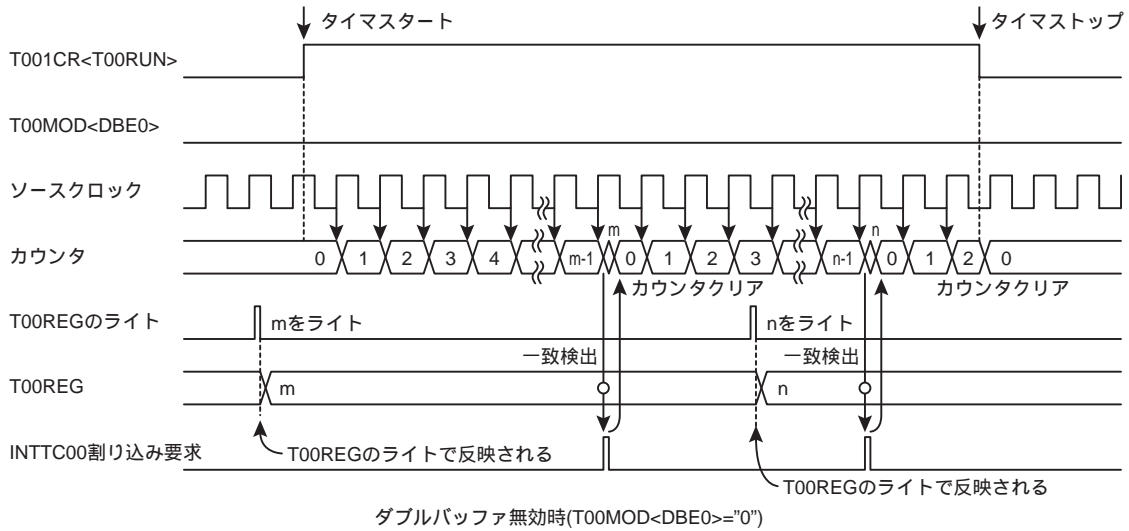 タイマスタート
タイマストップ
T001CR<T00RUN>
T00MOD<DBE0>
ソースクロック
カウンタ
0 1 2 3 4 m-1 m 0 1 2 3 n-1 n 0 1 2 0
カウンタクリア
カウンタクリア
T00REGのライト
mをライト
nをライト
一致検出
一致検出
T00REG
m
n
INTTC00割り込み要求
T00REGのライトで反映される
T00REGのライトで反映される
ダブルバッファ無効時(T00MOD<DBE0>="0")